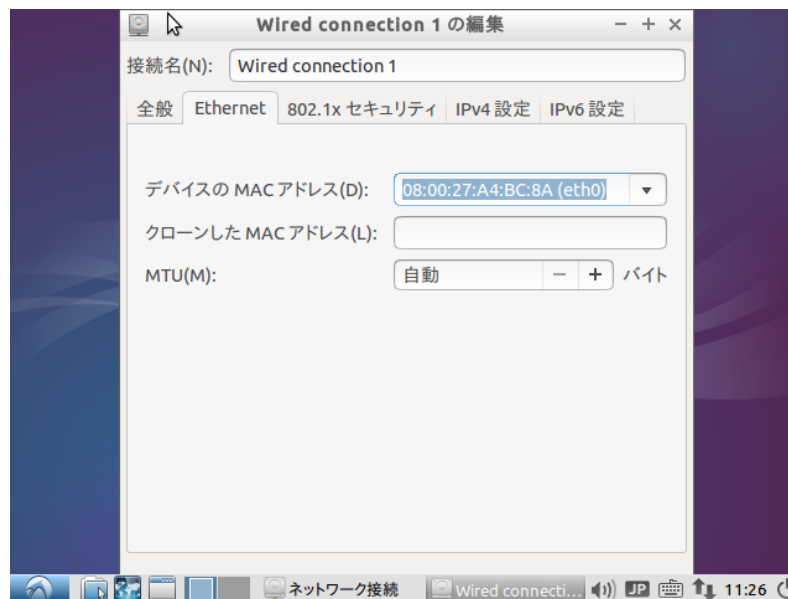 Wired connection 1 の編集
接続名(N): Wired connection 1
全般 Ethernet 802.1x セキュリティ IPv4 設定 IPv6 設定
デバイスの MAC アドレス(D): 08:00:27:A4:BC:8A (eth0)
クローンした MAC アドレス(L):
MTU(M): 自動 − + バイト
ネットワーク接続 Wired connecti... JP 11:26